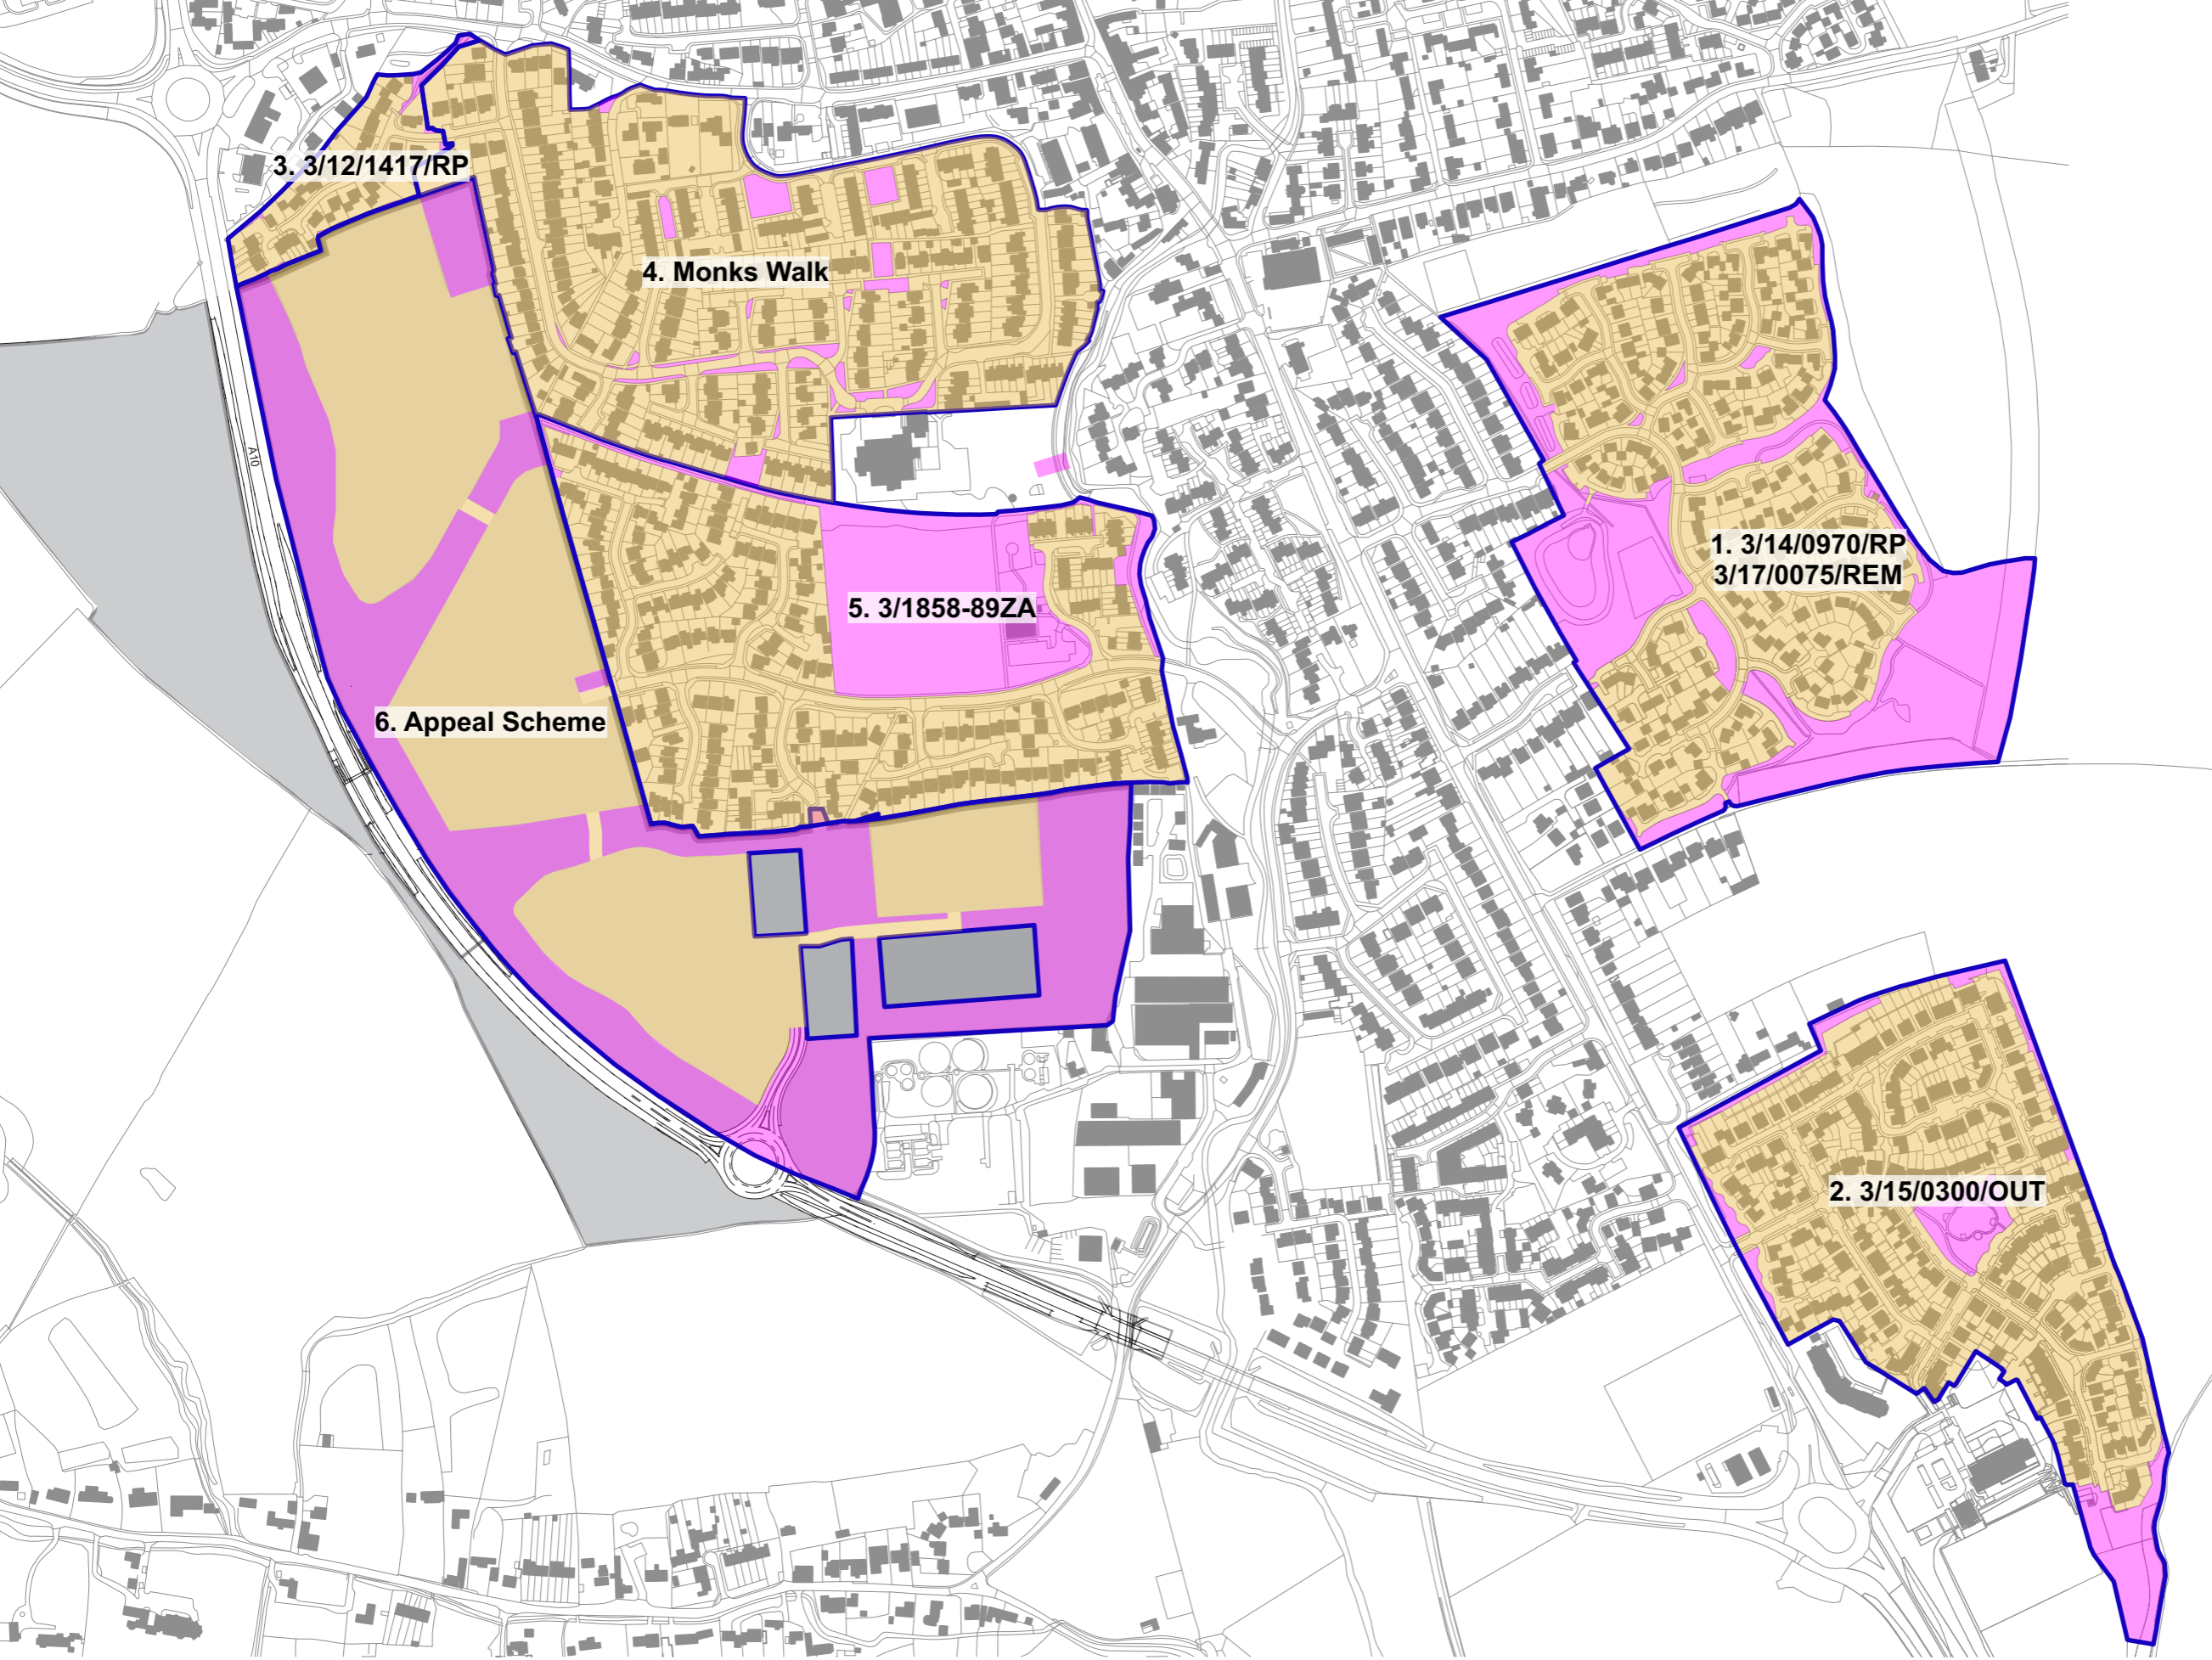 3. 3/12/1417/RP
4. Monks Walk
A10
1. 3/14/0970/RP
3/17/0075/REM
5. 3/1858-89ZA
6. Appeal Scheme
2. 3/15/0300/OUT